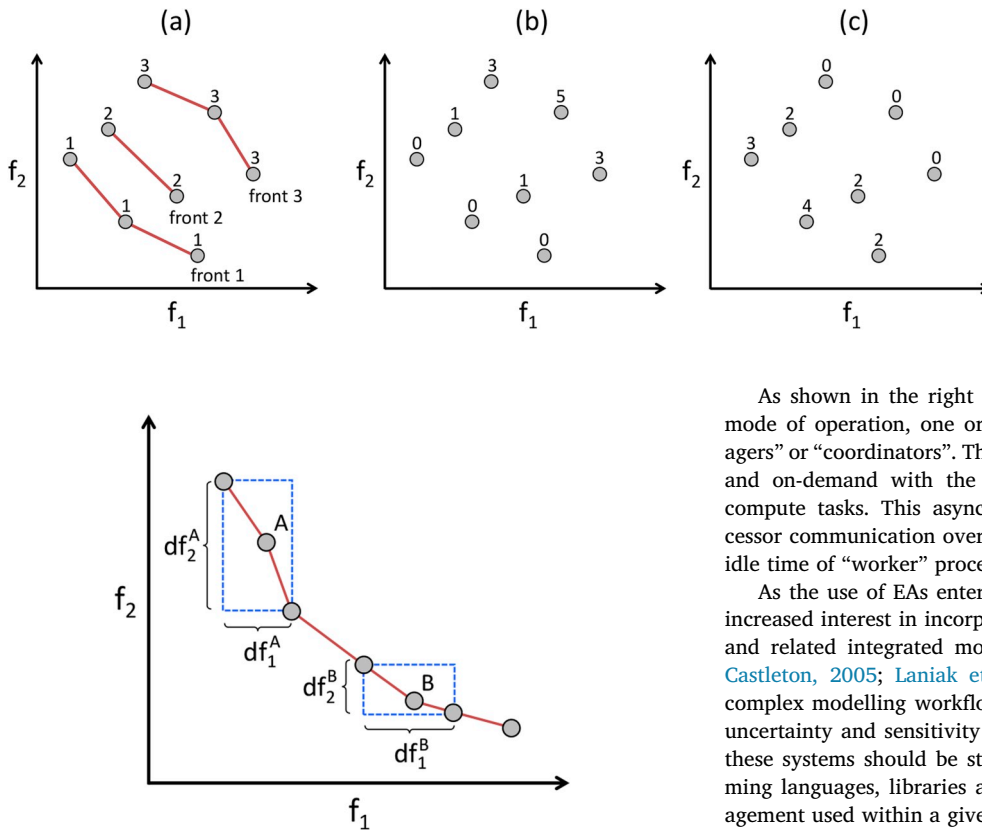 (a)
3
3
2
1
3
f₂
2
front 3
1
front 2
1
front 1
f₁
(b)
3
5
1
0
3
f₂
1
0
0
f₁
(c)
0
0
2
3
0
f₂
2
4
2
f₁
A
df₂ᴬ
f₂
df₁ᴬ
df₂ᴮ
B
df₁ᴮ
f₁
As shown in the right
mode of operation, one or
agers” or “coordinators”. Th
and on-demand with the
compute tasks. This async
cessor communication over
idle time of “worker” proce
As the use of EAs enter
increased interest in incorp
and related integrated mo
Castleton, 2005; Laniak et
complex modelling workflo
uncertainty and sensitivity
these systems should be st
ming languages, libraries a
agement used within a give